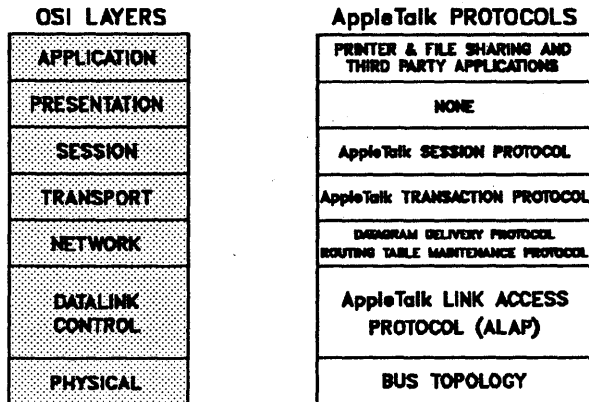 OSI LAYERS
APPLICATION
PRESENTATION
SESSION
TRANSPORT
NETWORK
DATALINK
CONTROL
PHYSICAL
AppleTalk PROTOCOLS
PRINTER & FILE SHARING AND
THIRD PARTY APPLICATIONS
NONE
AppleTalk SESSION PROTOCOL
AppleTalk TRANSACTION PROTOCOL
DATAGRAM DELIVERY PROTOCOL
ROUTING TABLE MAINTENANCE PROTOCOL
AppleTalk LINK ACCESS
PROTOCOL (ALAP)
BUS TOPOLOGY